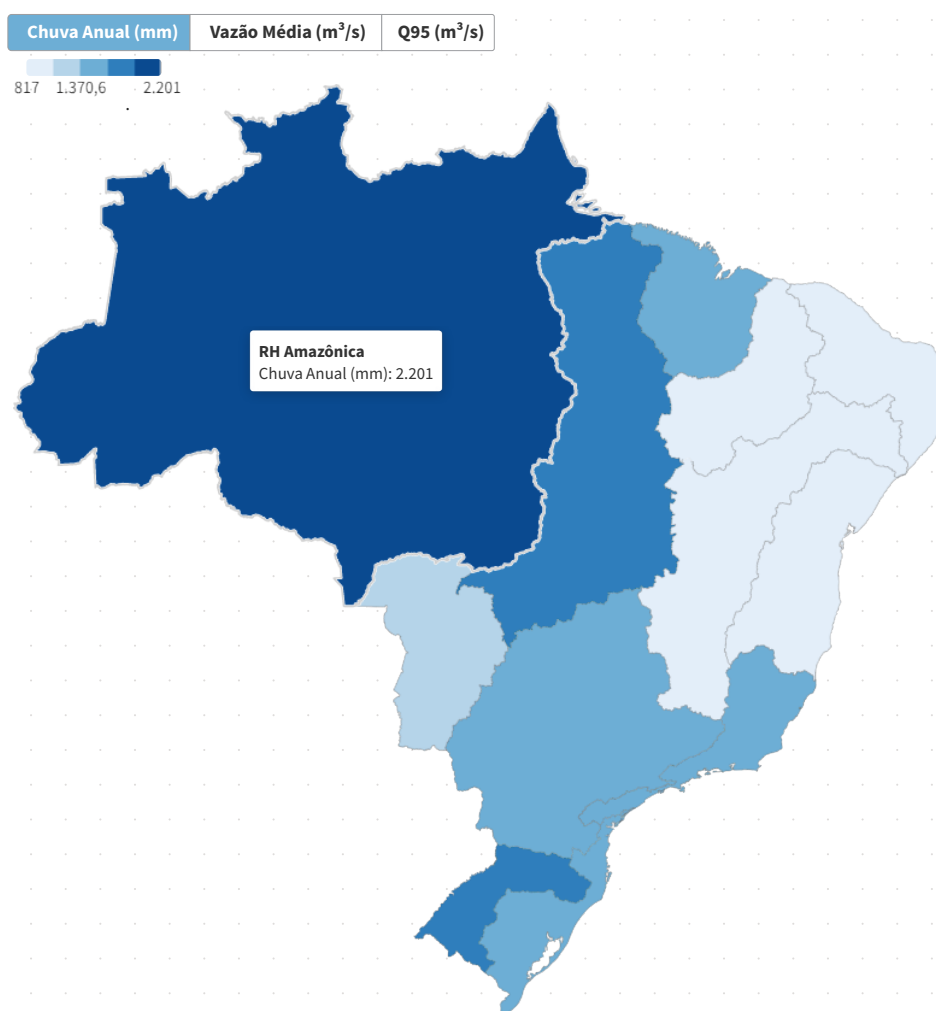 Chuva Anual (mm) Vazão Média (m³/s) Q95 (m³/s)
817 1.370,6 2.201
RH Amazônica
Chuva Anual (mm): 2.201